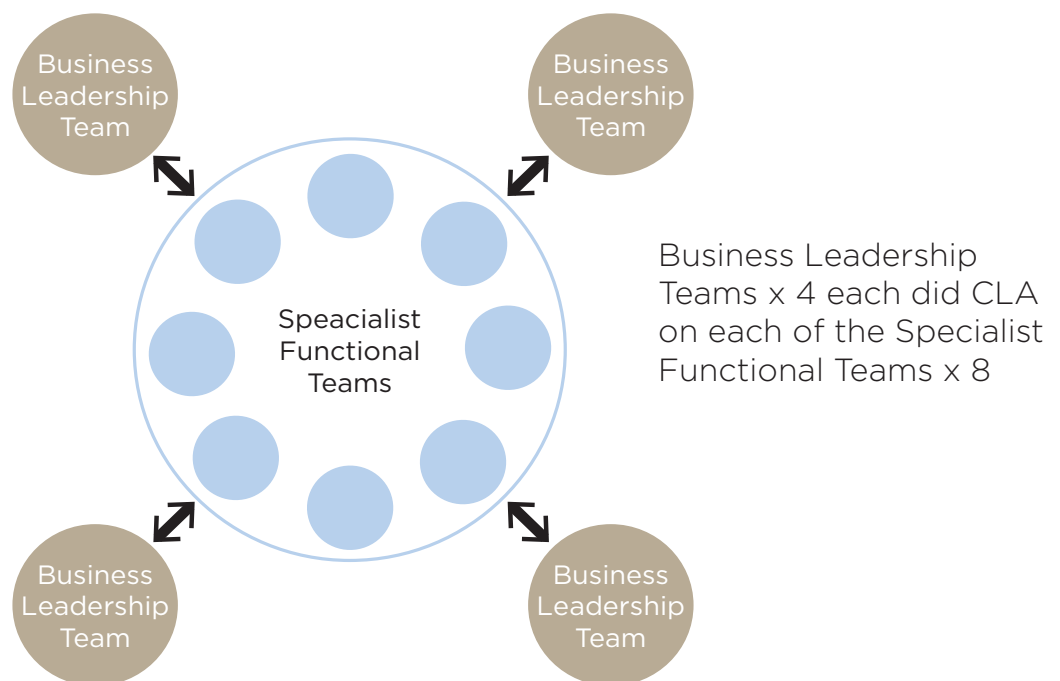 Business
Leadership
Team
Business
Leadership
Team
Speacialist
Functional
Teams
Business Leadership
Teams x 4 each did CLA
on each of the Specialist
Functional Teams x 8
Business
Leadership
Team
Business
Leadership
Team